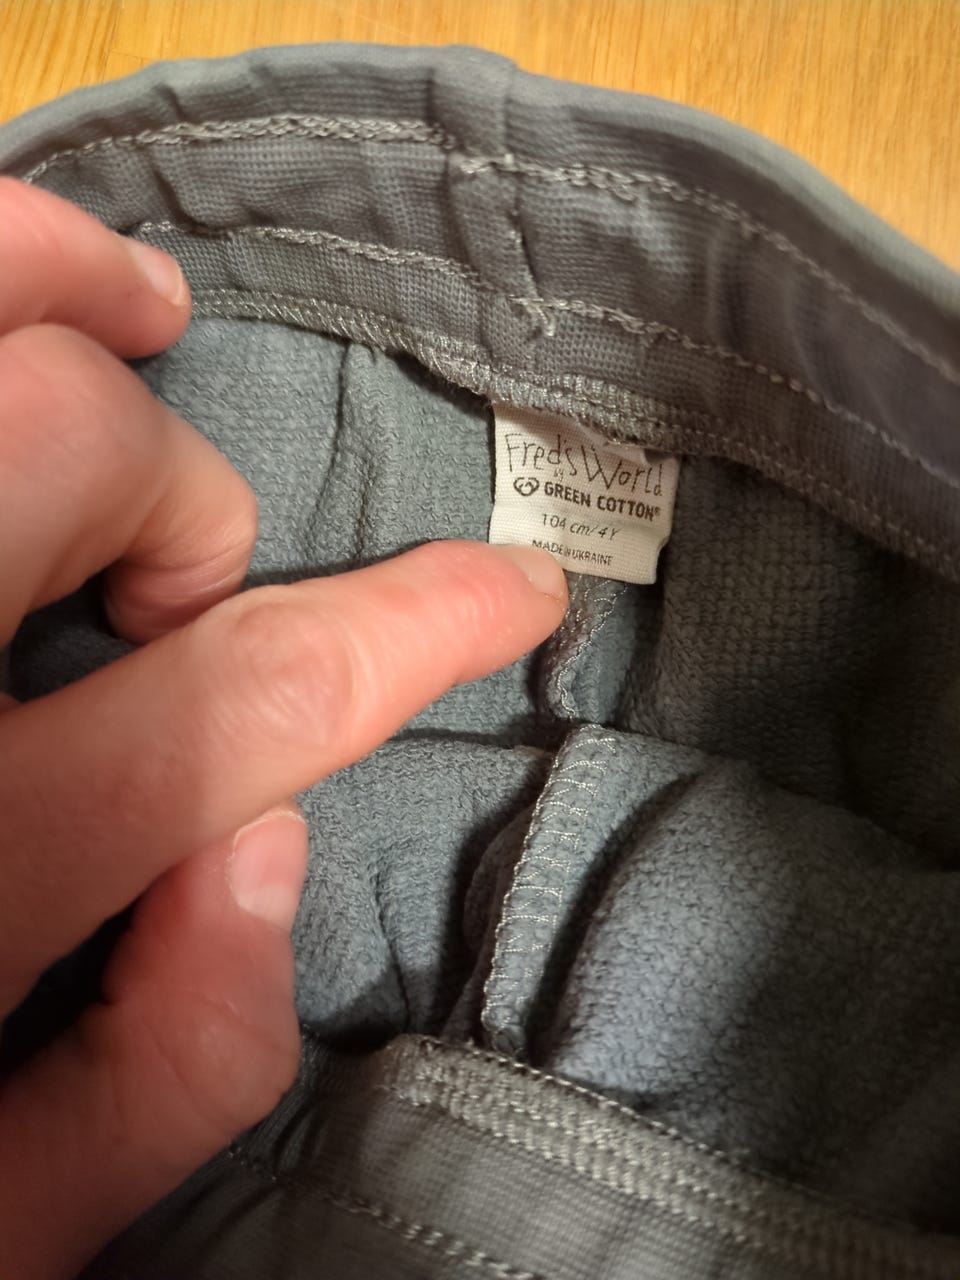 Fred's World
by
GREEN COTTON®
104 cm/4Y
MADE IN UKRAINE